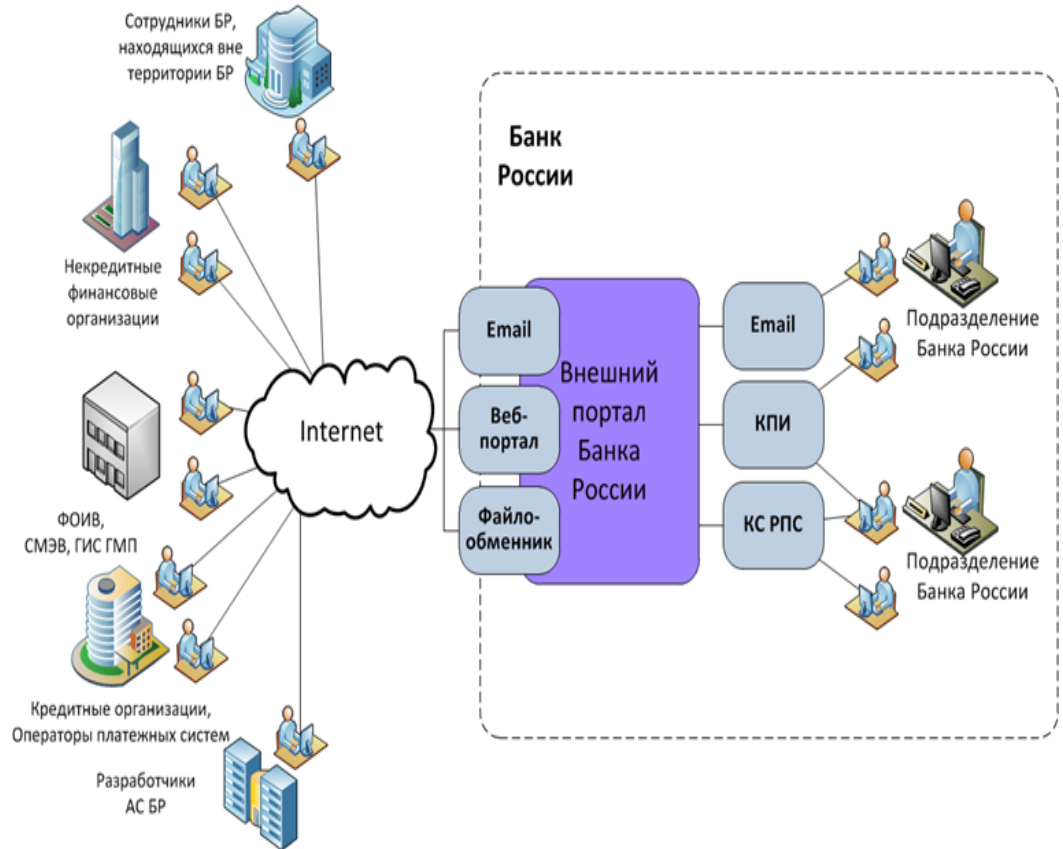 Сотрудники БР,
находящихся вне
территории БР
Некредитные
финансовые
организации
ФОИВ,
СМЭВ, ГИС ГМП
Кредитные организации,
Операторы платежных систем
Разработчики
АС БР
Internet
Банк
России
Email
Веб-
портал
Файло-
обменник
Внешний
портал
Банка
России
Email
КПИ
КС РПС
Подразделение
Банка России
Подразделение
Банка России